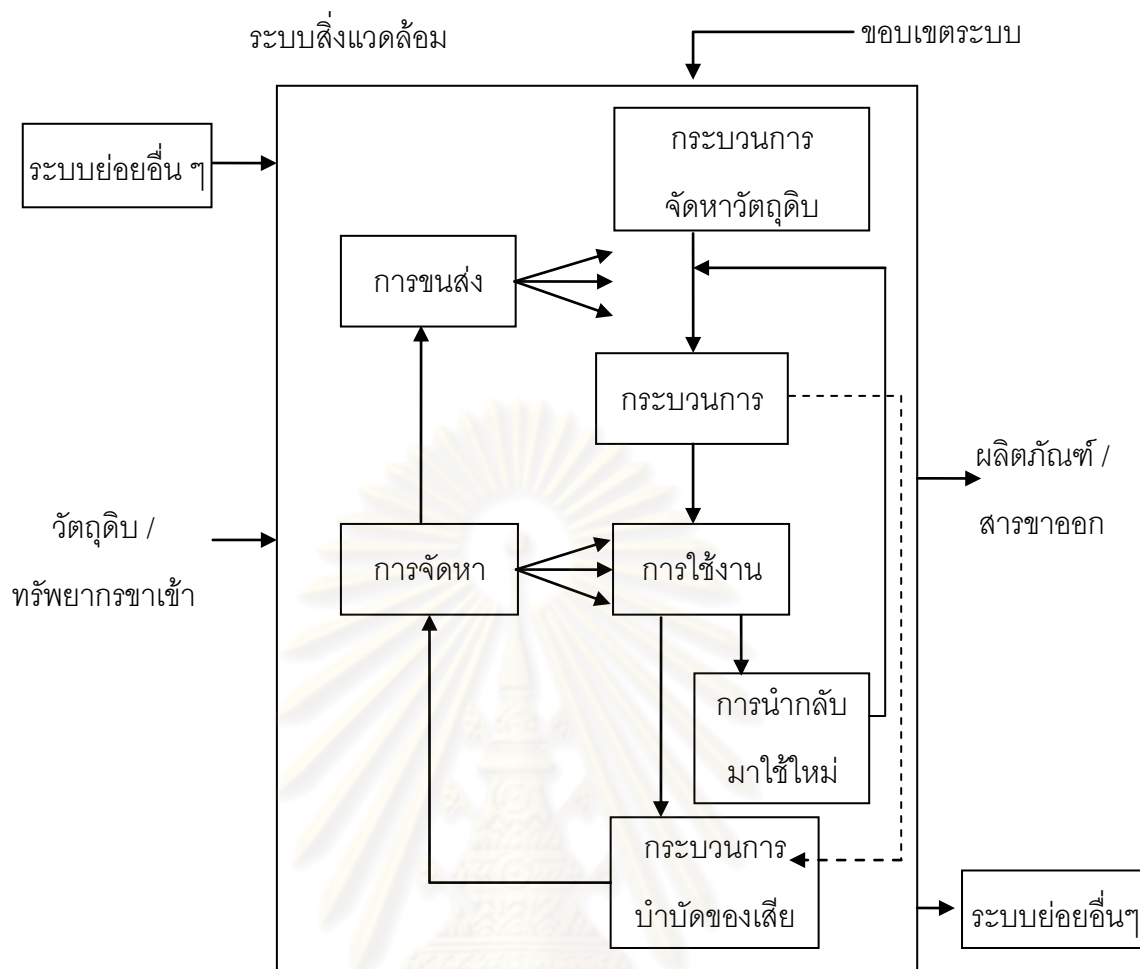 ระบบสิ่งแวดล้อม
ขอบเขตระบบ
ระบบย่อยอื่น ๆ
กระบวนการ
จัดหาวัตถุดิบ
การขนส่ง
กระบวนการ
ผลิตภัณฑ์ /
สารขาออก
วัตถุดิบ /
ทรัพยากรขาเข้า
การจัดหา
การใช้งาน
การนำกลับ
มาใช้ใหม่
กระบวนการ
บำบัดของเสีย
ระบบย่อยอื่นๆ